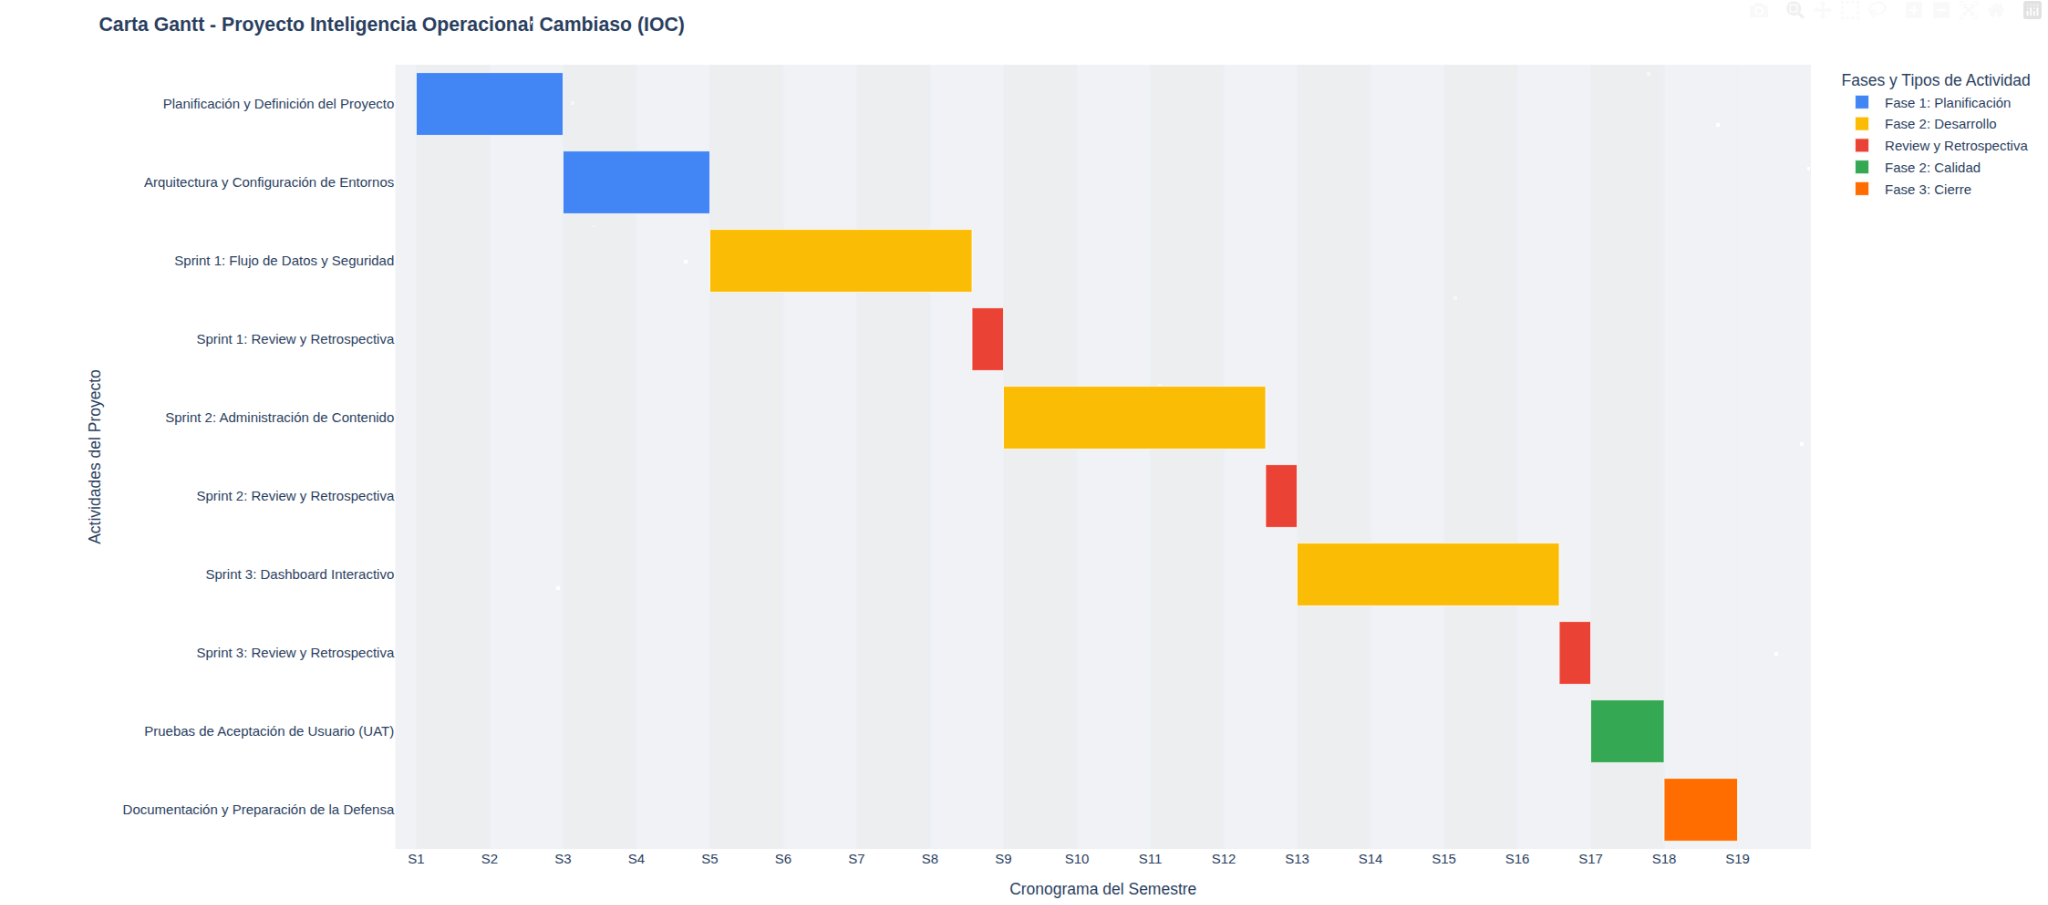 Carta Gantt - Proyecto Inteligencia Operacional Cambiaso (IOC)
Fases y Tipos de Actividad
Fase 1: Planificación
Fase 2: Desarrollo
Review y Retrospectiva
Fase 2: Calidad
Fase 3: Cierre
Actividades del Proyecto
Planificación y Definición del Proyecto
Arquitectura y Configuración de Entornos
Sprint 1: Flujo de Datos y Seguridad
Sprint 1: Review y Retrospectiva
Sprint 2: Administración de Contenido
Sprint 2: Review y Retrospectiva
Sprint 3: Dashboard Interactivo
Sprint 3: Review y Retrospectiva
Pruebas de Aceptación de Usuario (UAT)
Documentación y Preparación de la Defensa
S1 S2 S3 S4 S5 S6 S7 S8 S9 S10 S11 S12 S13 S14 S15 S16 S17 S18 S19
Cronograma del Semestre